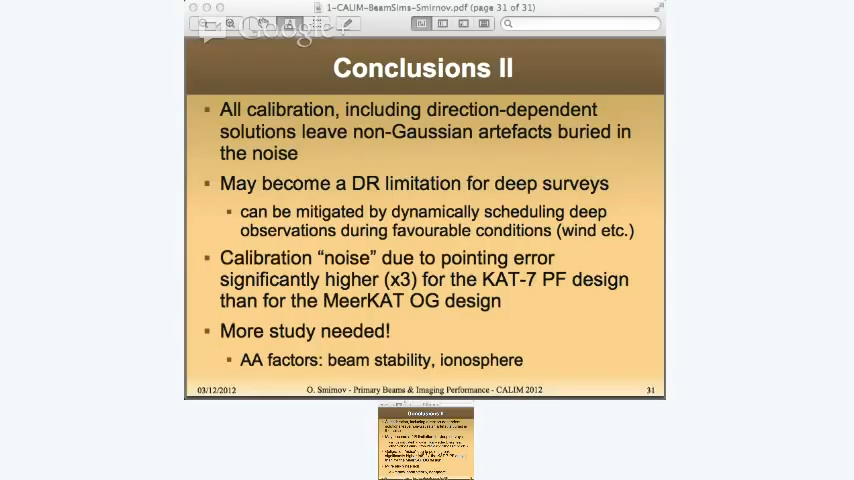 1-CALIM-BeamSims-Smirnov.pdf (page 31 of 31)
Google+
Conclusions II
▪ All calibration, including direction-dependent
solutions leave non-Gaussian artefacts buried in
the noise
▪ May become a DR limitation for deep surveys
▪ can be mitigated by dynamically scheduling deep
observations during favourable conditions (wind etc.)
▪ Calibration “noise” due to pointing error
significantly higher (x3) for the KAT-7 PF design
than for the MeerKAT OG design
▪ More study needed!
▪ AA factors: beam stability, ionosphere
03/12/2012 O. Smirnov - Primary Beams & Imaging Performance - CALIM 2012 31
Conclusions II